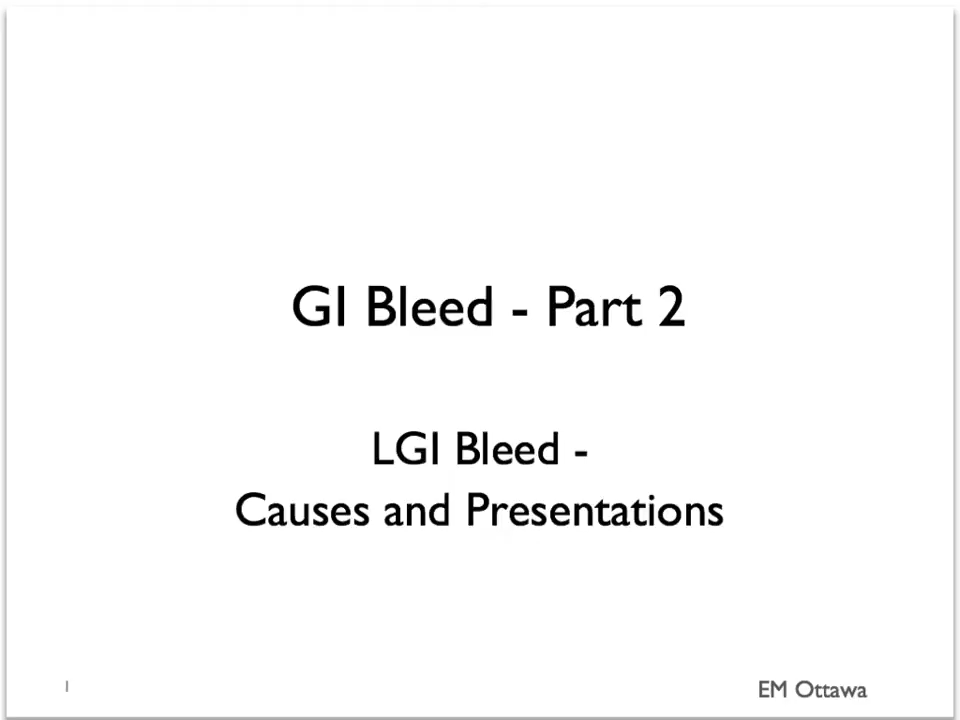 GI Bleed - Part 2
LGI Bleed -
Causes and Presentations
1
EM Ottawa